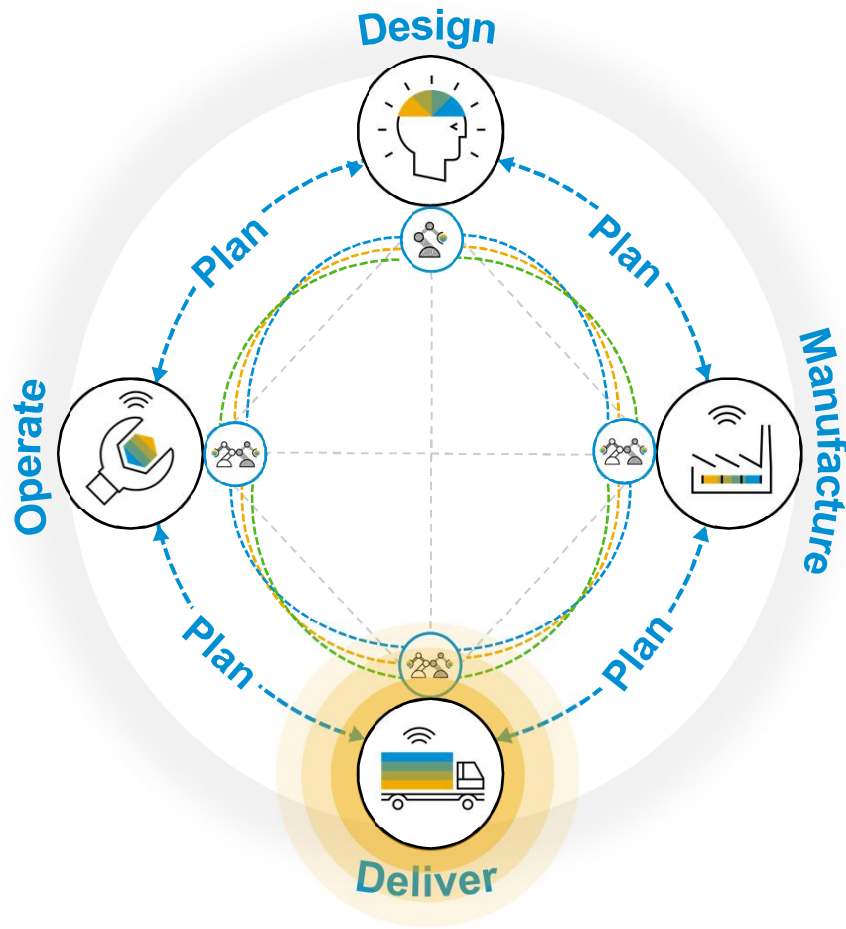 Design
Plan
Plan
Operate
Manufacture
Plan
Plan
Deliver